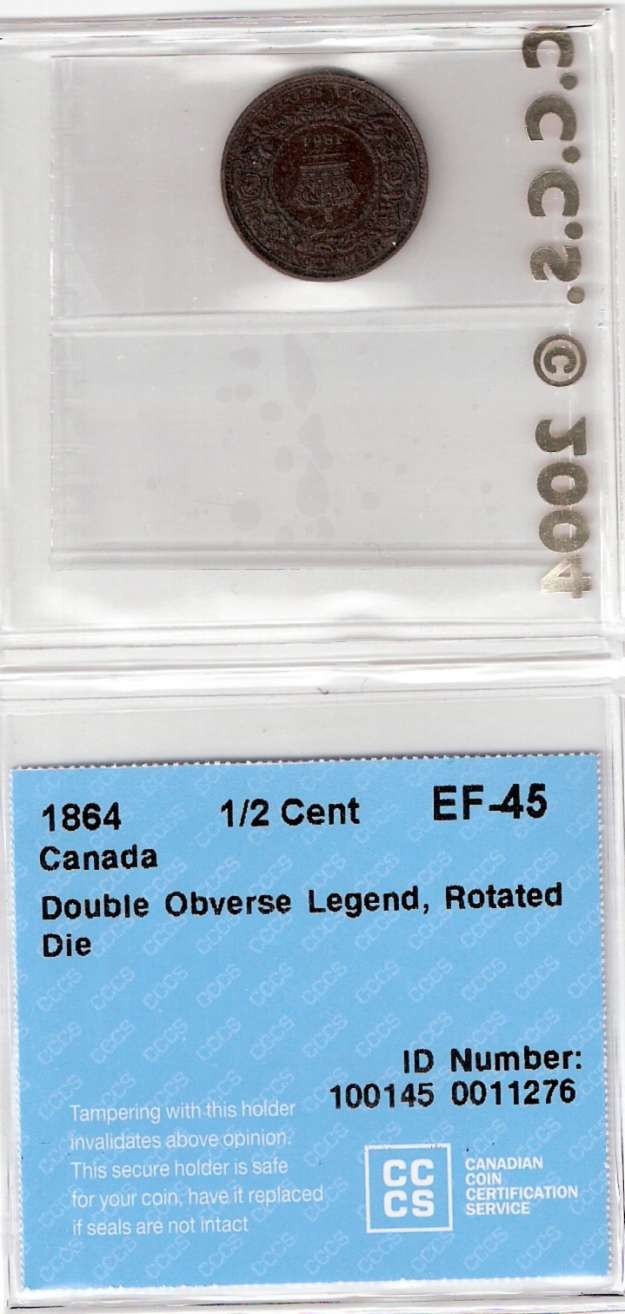 C.C.C.S. © 2004
1864
1864 1/2 Cent EF-45
Canada
Double Obverse Legend, Rotated
Die
ID Number:
100145 0011276
Tampering with this holder
invalidates above opinion.
This secure holder is safe
for your coin, have it replaced
if seals are not intact
CC
CS
CANADIAN
COIN
CERTIFICATION
SERVICE